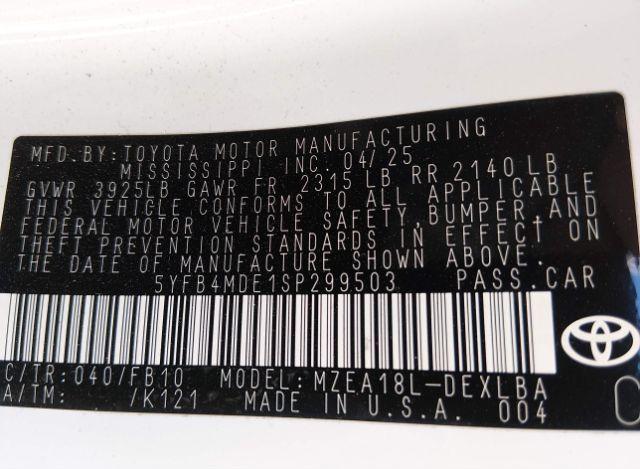 MFD.BY:TOYOTA MOTOR MANUFACTURING
MISSISSIPPI INC. 04/25
GVWR 3925LB GAWR FR 2315 LB RR 2140 LB
THIS VEHICLE CONFORMS TO ALL APPLICABLE
FEDERAL MOTOR VEHICLE SAFETY,BUMPER,AND
THEFT PREVENTION STANDARDS IN EFFECT ON
THE DATE OF MANUFACTURE SHOWN ABOVE.
5YFB4MDE1SP299503 PASS.CAR
C/TR:040/FB10 MODEL:MZEA18L-DEXLBA
A/TM: /K121 MADE IN U.S.A. 004